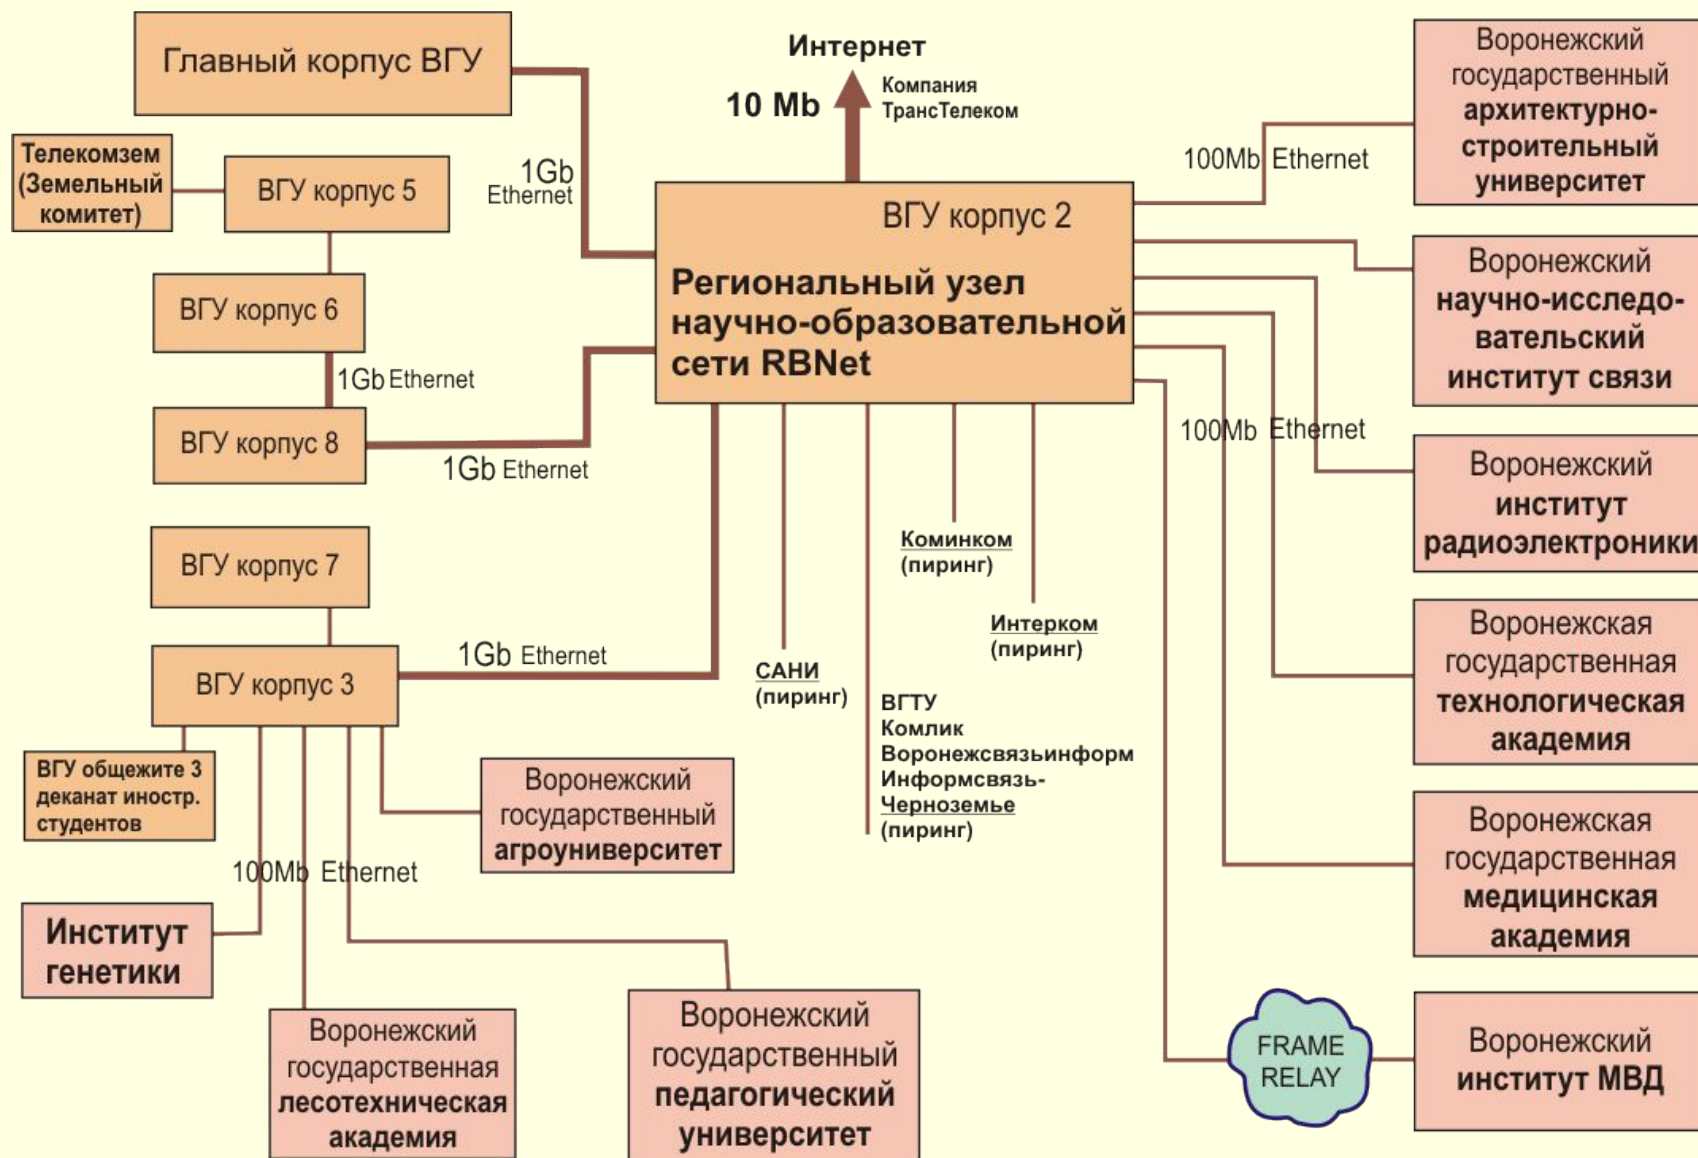 Главный корпус ВГУ
Интернет
10 Mb
Компания
ТрансТелеком
Воронежский
государственный
архитектурно-
строительный
университет
Телекомзем
(Земельный
комитет)
ВГУ корпус 5
1Gb
Ethernet
100Mb Ethernet
ВГУ корпус 2
Региональный узел
научно-образовательной
сети RBNet
Воронежский
научно-исследо-
вательский
институт связи
ВГУ корпус 6
1Gb Ethernet
ВГУ корпус 8
1Gb Ethernet
100Mb Ethernet
Воронежский
институт
радиоэлектроники
ВГУ корпус 7
Коминком
(пиринг)
Интерком
(пиринг)
Воронежская
государственная
технологическая
академия
ВГУ корпус 3
1Gb Ethernet
САНИ
(пиринг)
ВГТУ
Комлик
Воронежсвязьинформ
Информсвязь-
Черноземье
(пиринг)
ВГУ общежите 3
деканат иностр.
студентов
Воронежский
государственный
агроуниверситет
Воронежская
государственная
медицинская
академия
100Mb Ethernet
Институт
генетики
Воронежский
государственная
лесотехническая
академия
Воронежский
государственный
педагогический
университет
FRAME
RELAY
Воронежский
институт МВД